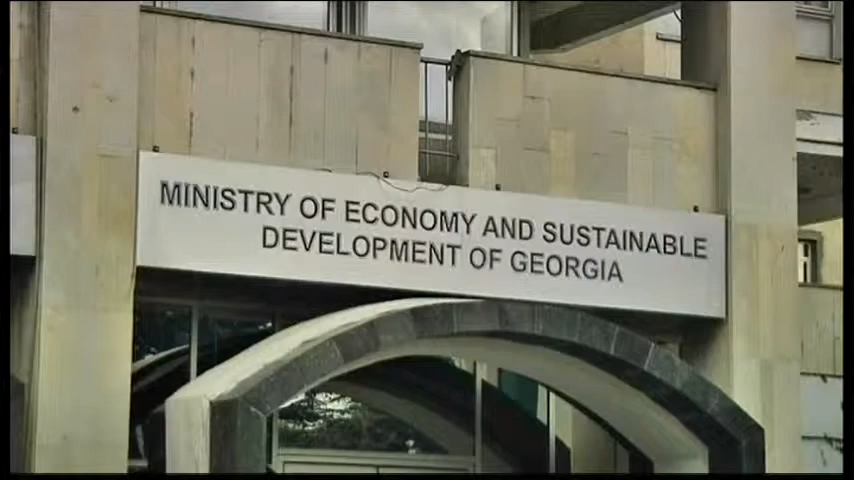 MINISTRY OF ECONOMY AND SUSTAINABLE
DEVELOPMENT OF GEORGIA